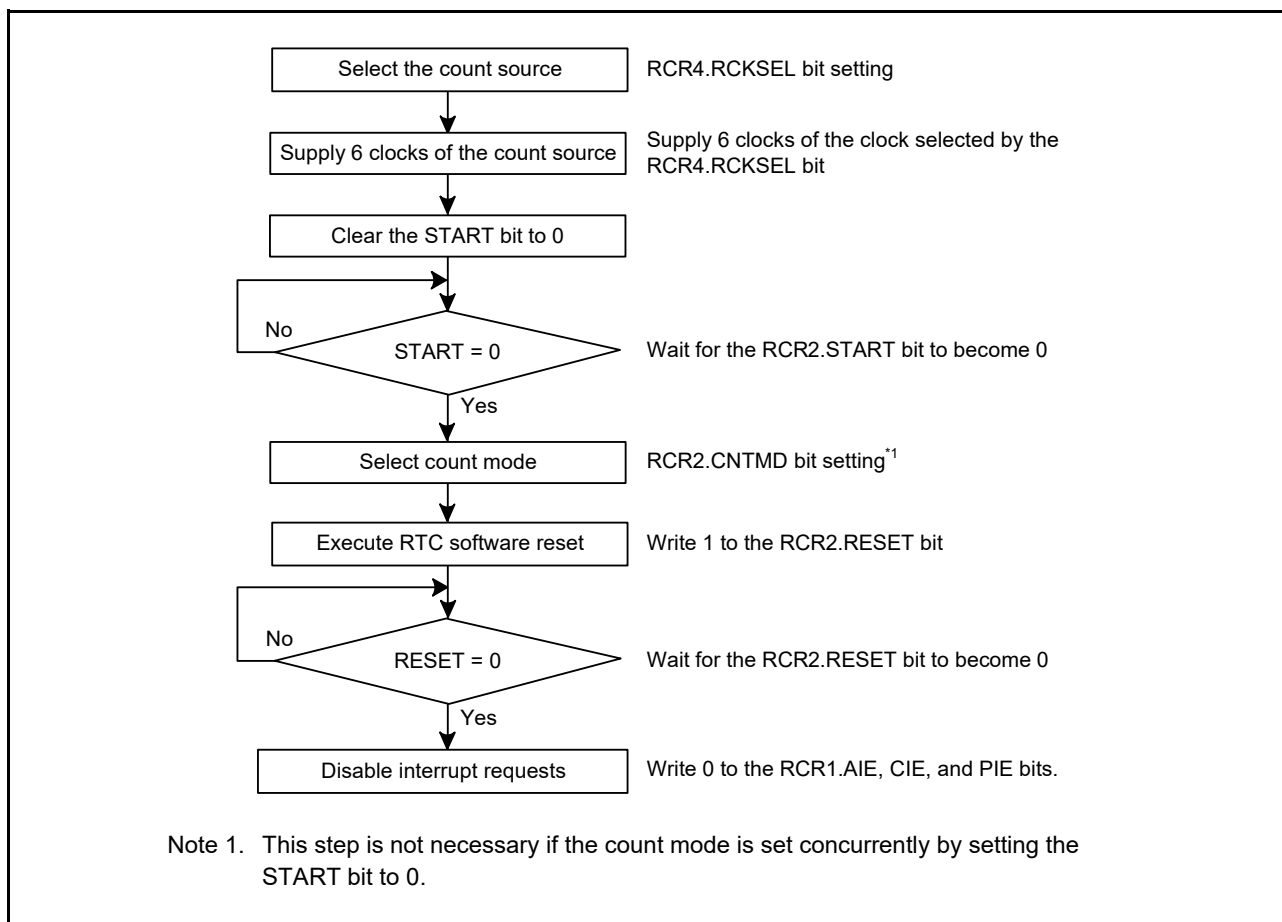 Select the count source
RCR4.RCKSEL bit setting
Supply 6 clocks of the count source
Supply 6 clocks of the clock selected by the
RCR4.RCKSEL bit
Clear the START bit to 0
No
START = 0
Wait for the RCR2.START bit to become 0
Yes
Select count mode
RCR2.CNTMD bit setting*1
Execute RTC software reset
Write 1 to the RCR2.RESET bit
No
RESET = 0
Wait for the RCR2.RESET bit to become 0
Yes
Disable interrupt requests
Write 0 to the RCR1.AIE, CIE, and PIE bits.
Note 1. This step is not necessary if the count mode is set concurrently by setting the
START bit to 0.